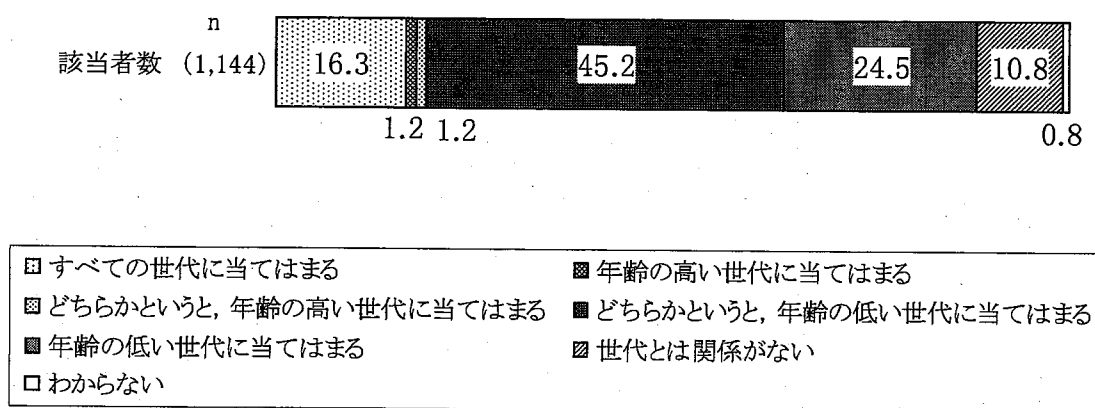 n
該当者数 (1,144) 16.3 45.2 24.5 10.8
1.2 1.2 0.8
すべての世代に当てはまる 年齢の高い世代に当てはまる
どちらかというと，年齢の高い世代に当てはまる どちらかというと，年齢の低い世代に当てはまる
年齢の低い世代に当てはまる 世代とは関係がない
わからない